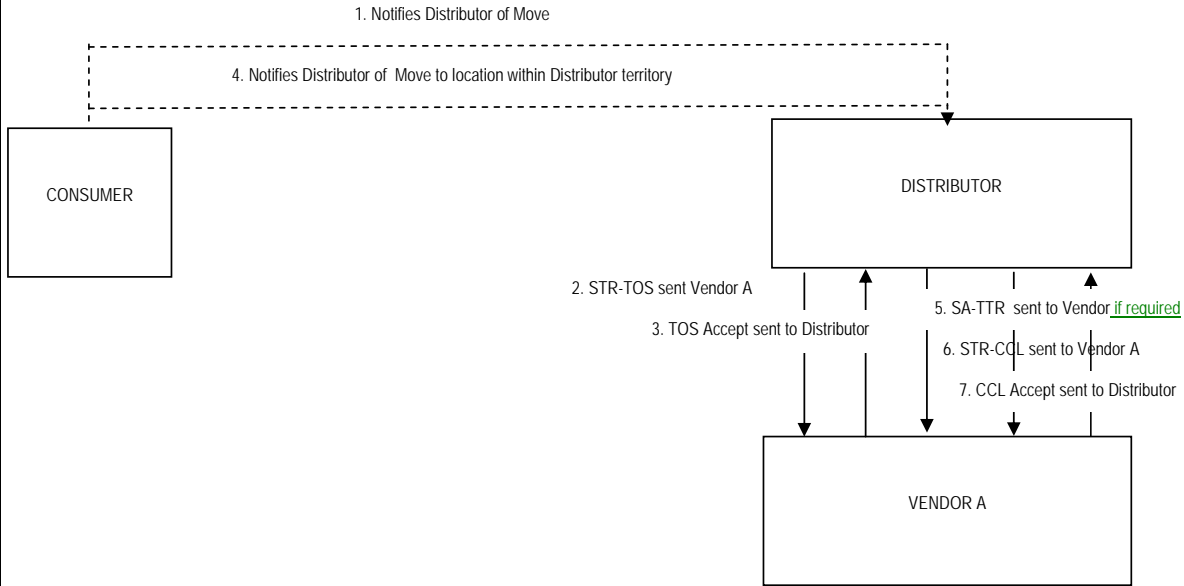 1. Notifies Distributor of Move
4. Notifies Distributor of Move to location within Distributor territory
CONSUMER
DISTRIBUTOR
2. STR-TOS sent Vendor A
5. SA-TTR sent to Vendor if required
3. TOS Accept sent to Distributor
6. STR-CCL sent to Vendor A
7. CCL Accept sent to Distributor
VENDOR A